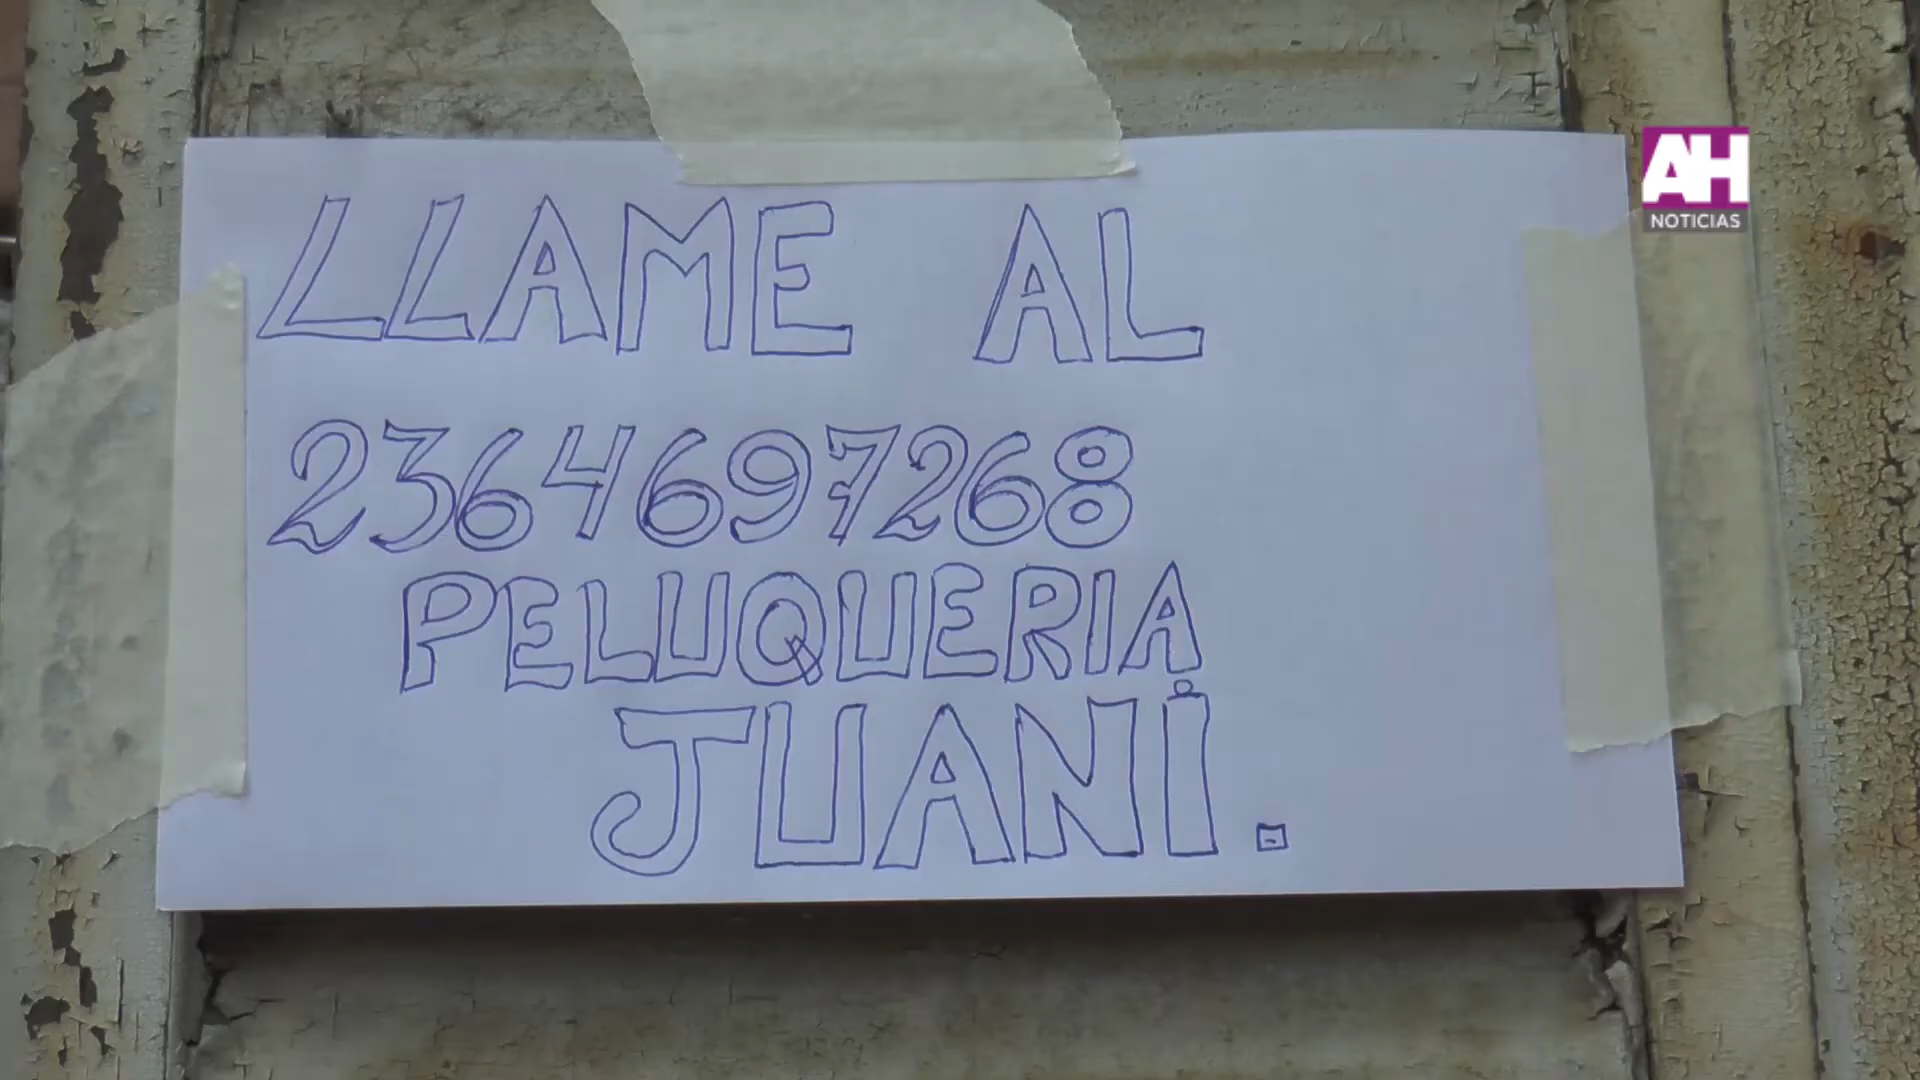 LLAME AL
2364697268
PELUQUERIA
JUANİ.
AH
NOTICIAS